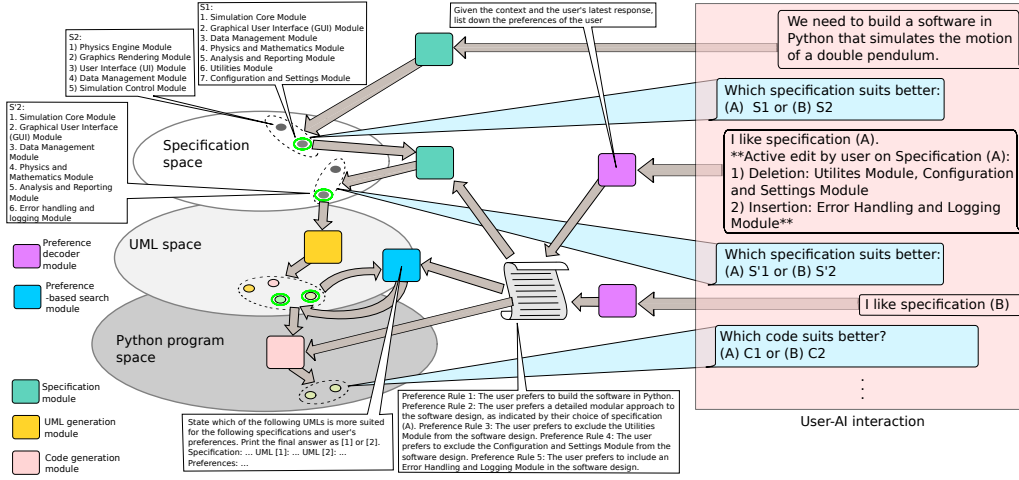 Given the context and the user's latest response,
list down the preferences of the user
S1:
1. Simulation Core Module
2. Graphical User Interface (GUI) Module
3. Data Management Module
4. Physics and Mathematics Module
5. Analysis and Reporting Module
6. Utilities Module
7. Configuration and Settings Module
S2:
1) Physics Engine Module
2) Graphics Rendering Module
3) User Interface (UI) Module
4) Data Management Module
5) Simulation Control Module
S'2:
1. Simulation Core Module
2. Graphical User Interface
(GUI) Module
3. Data Management
Module
4. Physics and
Mathematics Module
5. Analysis and Reporting
Module
6. Error handling and
logging Module
Specification
space
UML space
Python program
space
Preference
decoder
module
Preference
-based search
module
Specification
module
UML generation
module
Code generation
module
State which of the following UMLs is more suited
for the following specifications and user's
preferences. Print the final answer as [1] or [2].
Specification: ... UML [1]: ... UML [2]: ...
Preferences: ...
Preference Rule 1: The user prefers to build the software in Python.
Preference Rule 2: The user prefers a detailed modular approach to
the software design, as indicated by their choice of specification
(A). Preference Rule 3: The user prefers to exclude the Utilities
Module from the software design. Preference Rule 4: The user
prefers to exclude the Configuration and Settings Module from the
software design. Preference Rule 5: The user prefers to include an
Error Handling and Logging Module in the software design.
We need to build a software in
Python that simulates the motion
of a double pendulum.
Which specification suits better:
(A) S1 or (B) S2
I like specification (A).
**Active edit by user on Specification (A):
1) Deletion: Utilites Module, Configuration
and Settings Module
2) Insertion: Error Handling and Logging
Module**
Which specification suits better:
(A) S'1 or (B) S'2
I like specification (B)
Which code suits better?
(A) C1 or (B) C2
User-AI interaction